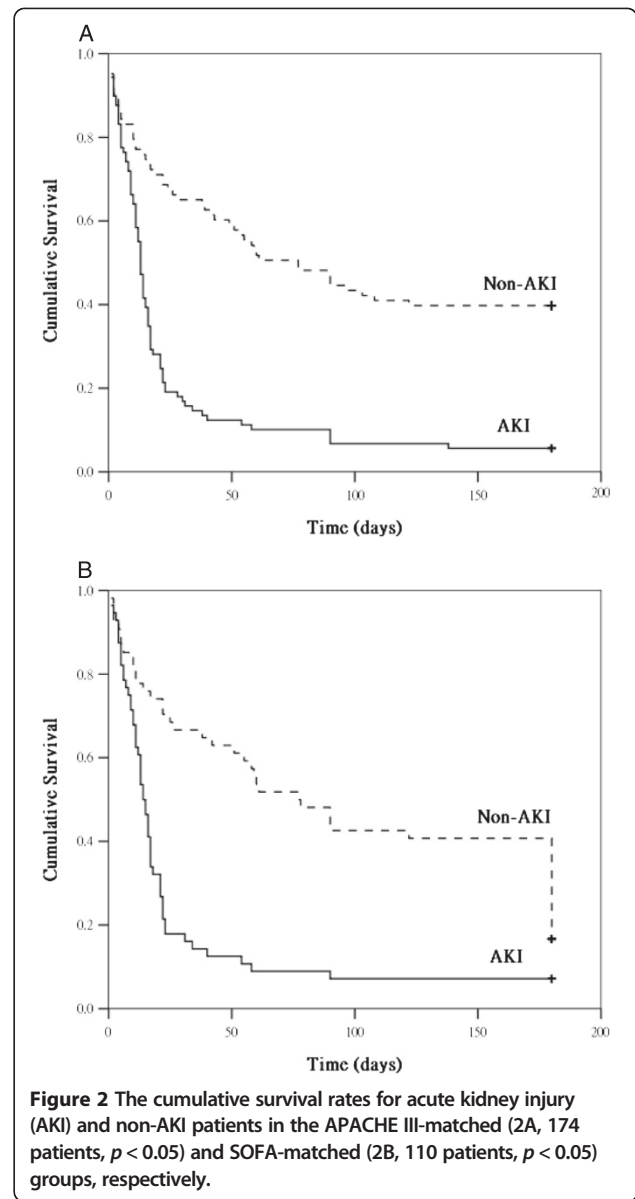 A
1.0
0.8
0.6
0.4
0.2
0.0
Cumulative Survival
Non-AKI
AKI
0 50 100 150 200
Time (days)
B
1.0
0.8
0.6
0.4
0.2
0.0
Cumulative Survival
Non-AKI
AKI
0 50 100 150 200
Time (days)
Figure 2 The cumulative survival rates for acute kidney injury
(AKI) and non-AKI patients in the APACHE III-matched (2A, 174
patients, p < 0.05) and SOFA-matched (2B, 110 patients, p < 0.05)
groups, respectively.